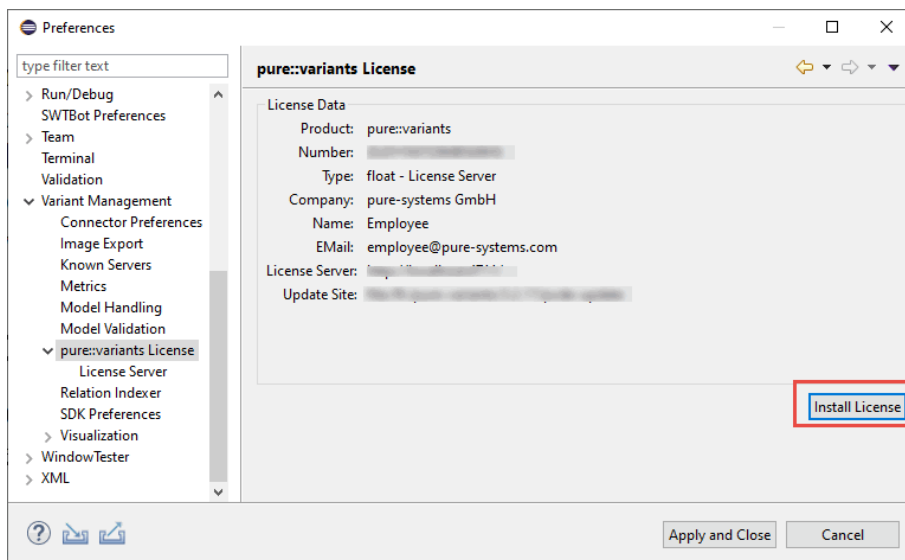 Preferences
type filter text
Run/Debug
SWTBot Preferences
Team
Terminal
Validation
Variant Management
Connector Preferences
Image Export
Known Servers
Metrics
Model Handling
Model Validation
pure::variants License
License Server
Relation Indexer
SDK Preferences
Visualization
WindowTester
XML
pure::variants License
License Data
Product: pure::variants
Number:
Type: float - License Server
Company: pure-systems GmbH
Name: Employee
EMail: employee@pure-systems.com
License Server:
Update Site:
Install License
Apply and Close
Cancel